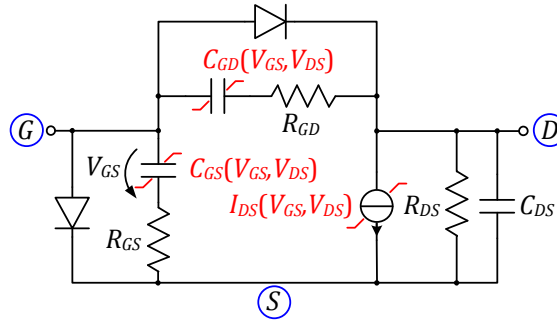 C_GD(V_GS,V_DS)
R_GD
G
D
V_GS
C_GS(V_GS,V_DS)
I_DS(V_GS,V_DS)
R_DS
C_DS
R_GS
S